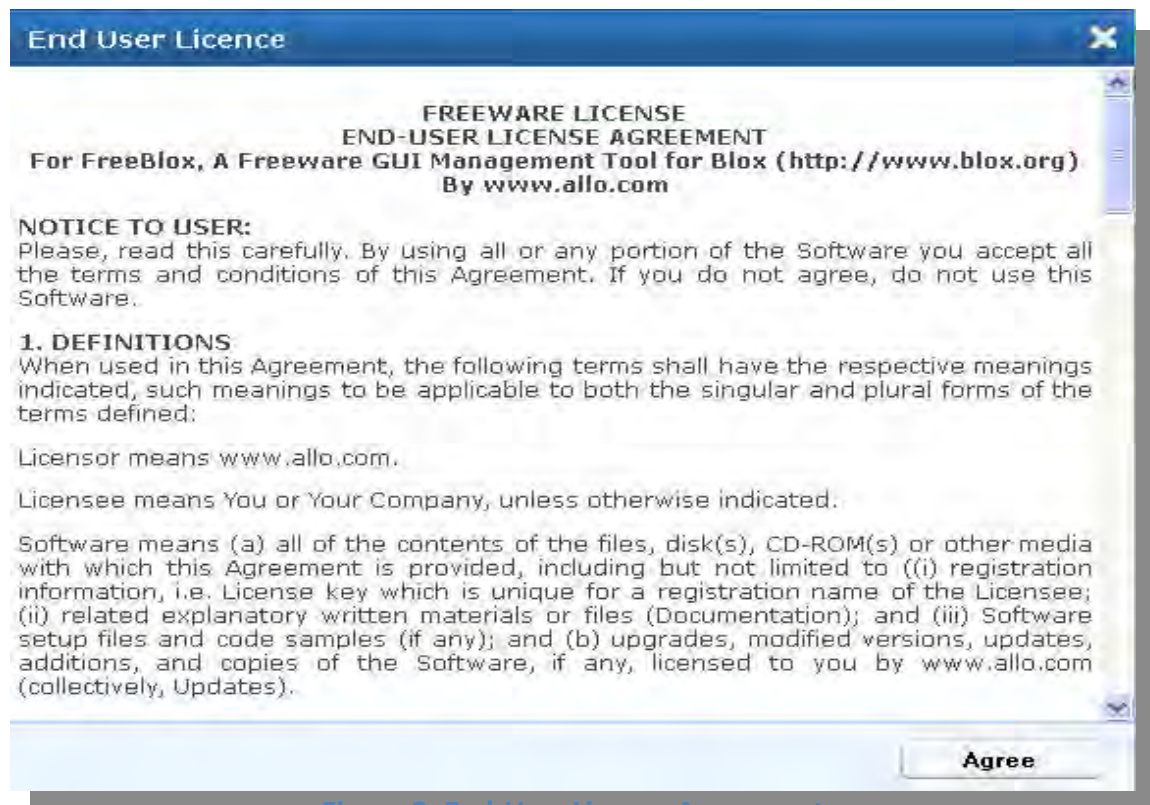 End User Licence
FREEWARE LICENSE
END-USER LICENSE AGREEMENT
For FreeBlox, A Freeware GUI Management Tool for Blox (http://www.blox.org)
By www.allo.com
NOTICE TO USER:
Please, read this carefully. By using all or any portion of the Software you accept all
the terms and conditions of this Agreement. If you do not agree, do not use this
Software.
1. DEFINITIONS
When used in this Agreement, the following terms shall have the respective meanings
indicated, such meanings to be applicable to both the singular and plural forms of the
terms defined:
Licensor means www.allo.com.
Licensee means You or Your Company, unless otherwise indicated.
Software means (a) all of the contents of the files, disk(s), CD-ROM(s) or other media
with which this Agreement is provided, including but not limited to ((i) registration
information, i.e. License key which is unique for a registration name of the Licensee;
(ii) related explanatory written materials or files (Documentation); and (iii) Software
setup files and code samples (if any); and (b) upgrades, modified versions, updates,
additions, and copies of the Software, if any, licensed to you by www.allo.com
(collectively, Updates).
Agree